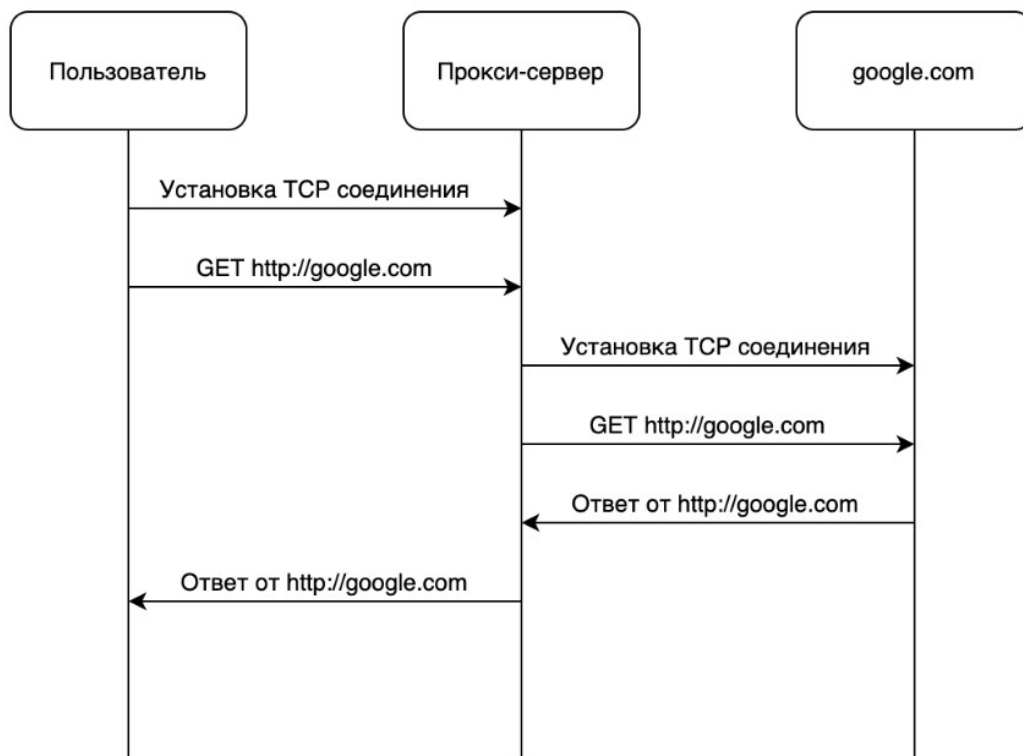 Пользователь
Прокси-сервер
google.com
Установка TCP соединения
GET http://google.com
Установка TCP соединения
GET http://google.com
Ответ от http://google.com
Ответ от http://google.com